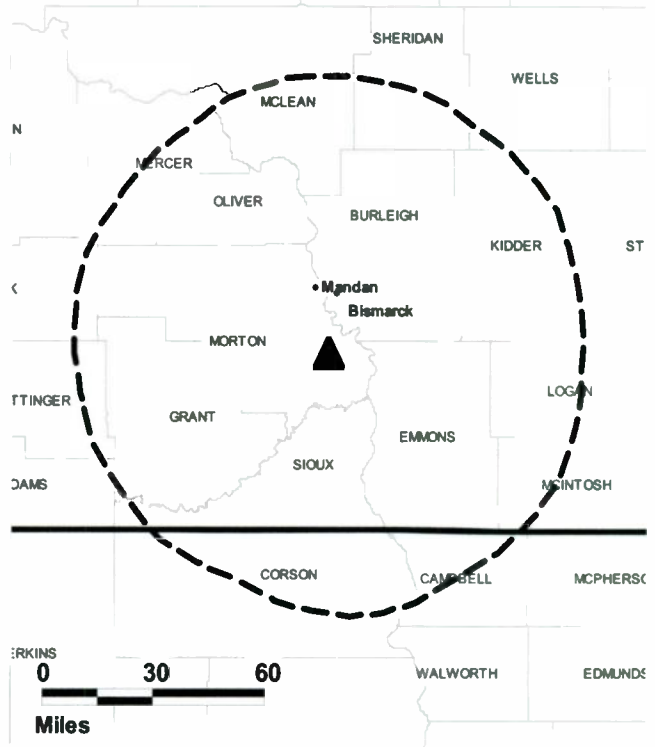 SHERIDAN
WELLS
MCLEAN
N
MERCER
OLIVER
BURLEIGH
KIDDER
ST
K
Mandan
Bismarck
MORTON
LOGAN
TTINGER
GRANT
EMMONS
SIOUX
DAMS
MCINTOSH
CORSON
CAMPBELL
MCPHERSO
ERKINS
0 30 60
WALWORTH
EDMUNDS
Miles